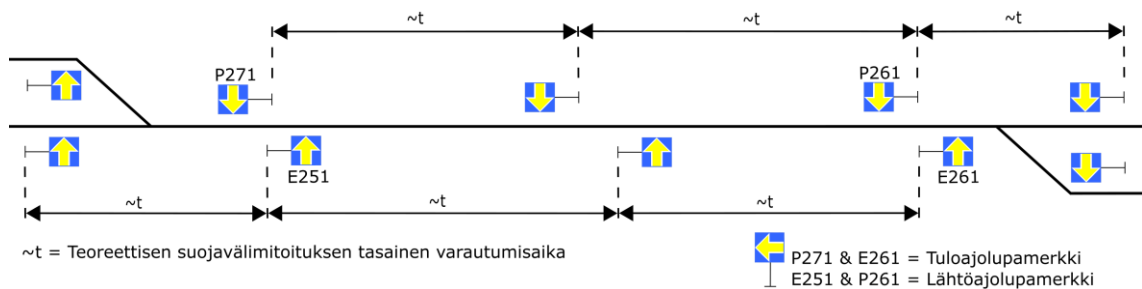 ~t
~t
~t
P271
P261
E251
E261
~t
~t
~t
~t = Teoreettisen suojavälimitoituksen tasainen varautumisaika
P271 & E261 = Tuloajolupamerkki
E251 & P261 = Lähtöajolupamerkki